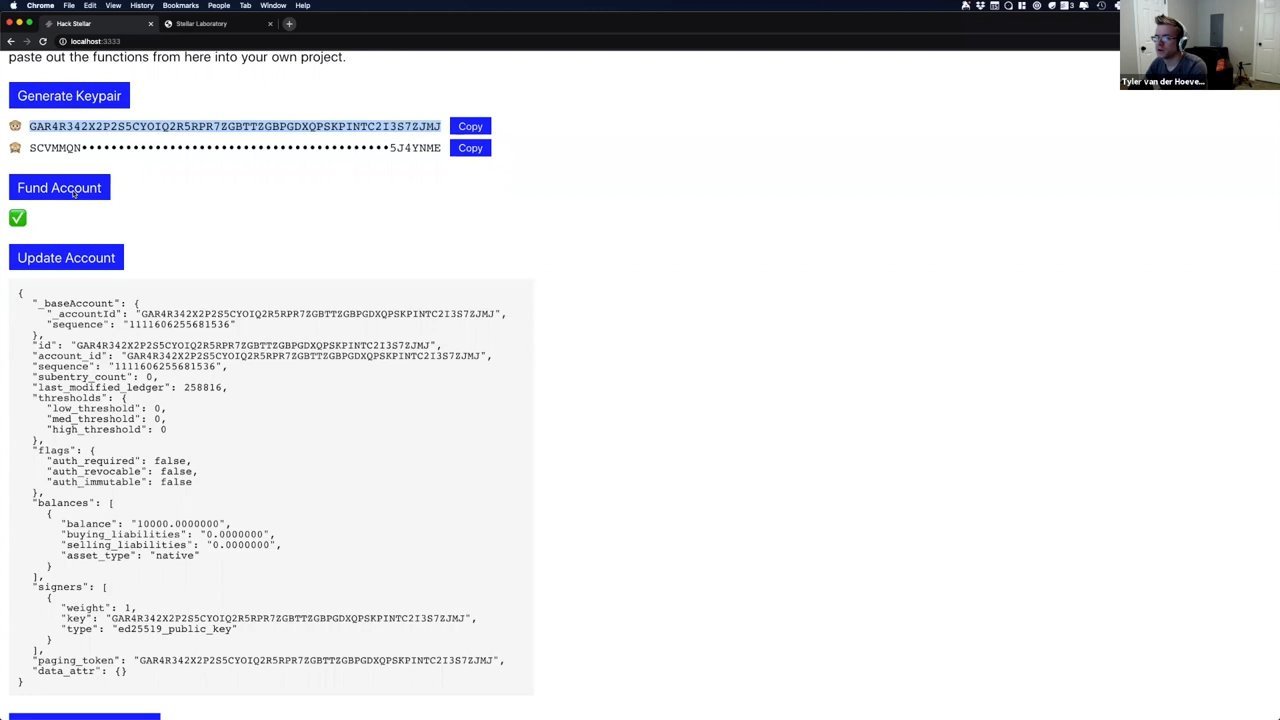 Chrome File Edit View History Bookmarks People Tab Window Help
Hack Stellar
Stellar Laboratory
localhost:3333
paste out the functions from here into your own project.
Generate Keypair
GAR4R342X2P2S5CYOIQ2R5RPR7ZGBTTZGBPGDXQPSKPINTC2I3S7ZJMJ Copy
SCVMMQN••••••••••••••••••••••••••••••••••••••••••5J4YNME Copy
Fund Account
Update Account
{
"_baseAccount": {
"_accountId": "GAR4R342X2P2S5CYOIQ2R5RPR7ZGBTTZGBPGDXQPSKPINTC2I3S7ZJMJ",
"sequence": "1111606255681536"
},
"id": "GAR4R342X2P2S5CYOIQ2R5RPR7ZGBTTZGBPGDXQPSKPINTC2I3S7ZJMJ",
"account_id": "GAR4R342X2P2S5CYOIQ2R5RPR7ZGBTTZGBPGDXQPSKPINTC2I3S7ZJMJ",
"sequence": "1111606255681536",
"subentry_count": 0,
"last_modified_ledger": 258816,
"thresholds": {
"low_threshold": 0,
"med_threshold": 0,
"high_threshold": 0
},
"flags": {
"auth_required": false,
"auth_revocable": false,
"auth_immutable": false
},
"balances": [
{
"balance": "10000.0000000",
"buying_liabilities": "0.0000000",
"selling_liabilities": "0.0000000",
"asset_type": "native"
}
],
"signers": [
{
"weight": 1,
"key": "GAR4R342X2P2S5CYOIQ2R5RPR7ZGBTTZGBPGDXQPSKPINTC2I3S7ZJMJ",
"type": "ed25519_public_key"
}
],
"paging_token": "GAR4R342X2P2S5CYOIQ2R5RPR7ZGBTTZGBPGDXQPSKPINTC2I3S7ZJMJ",
"data_attr": {}
}
Tyler van der Hoeve...